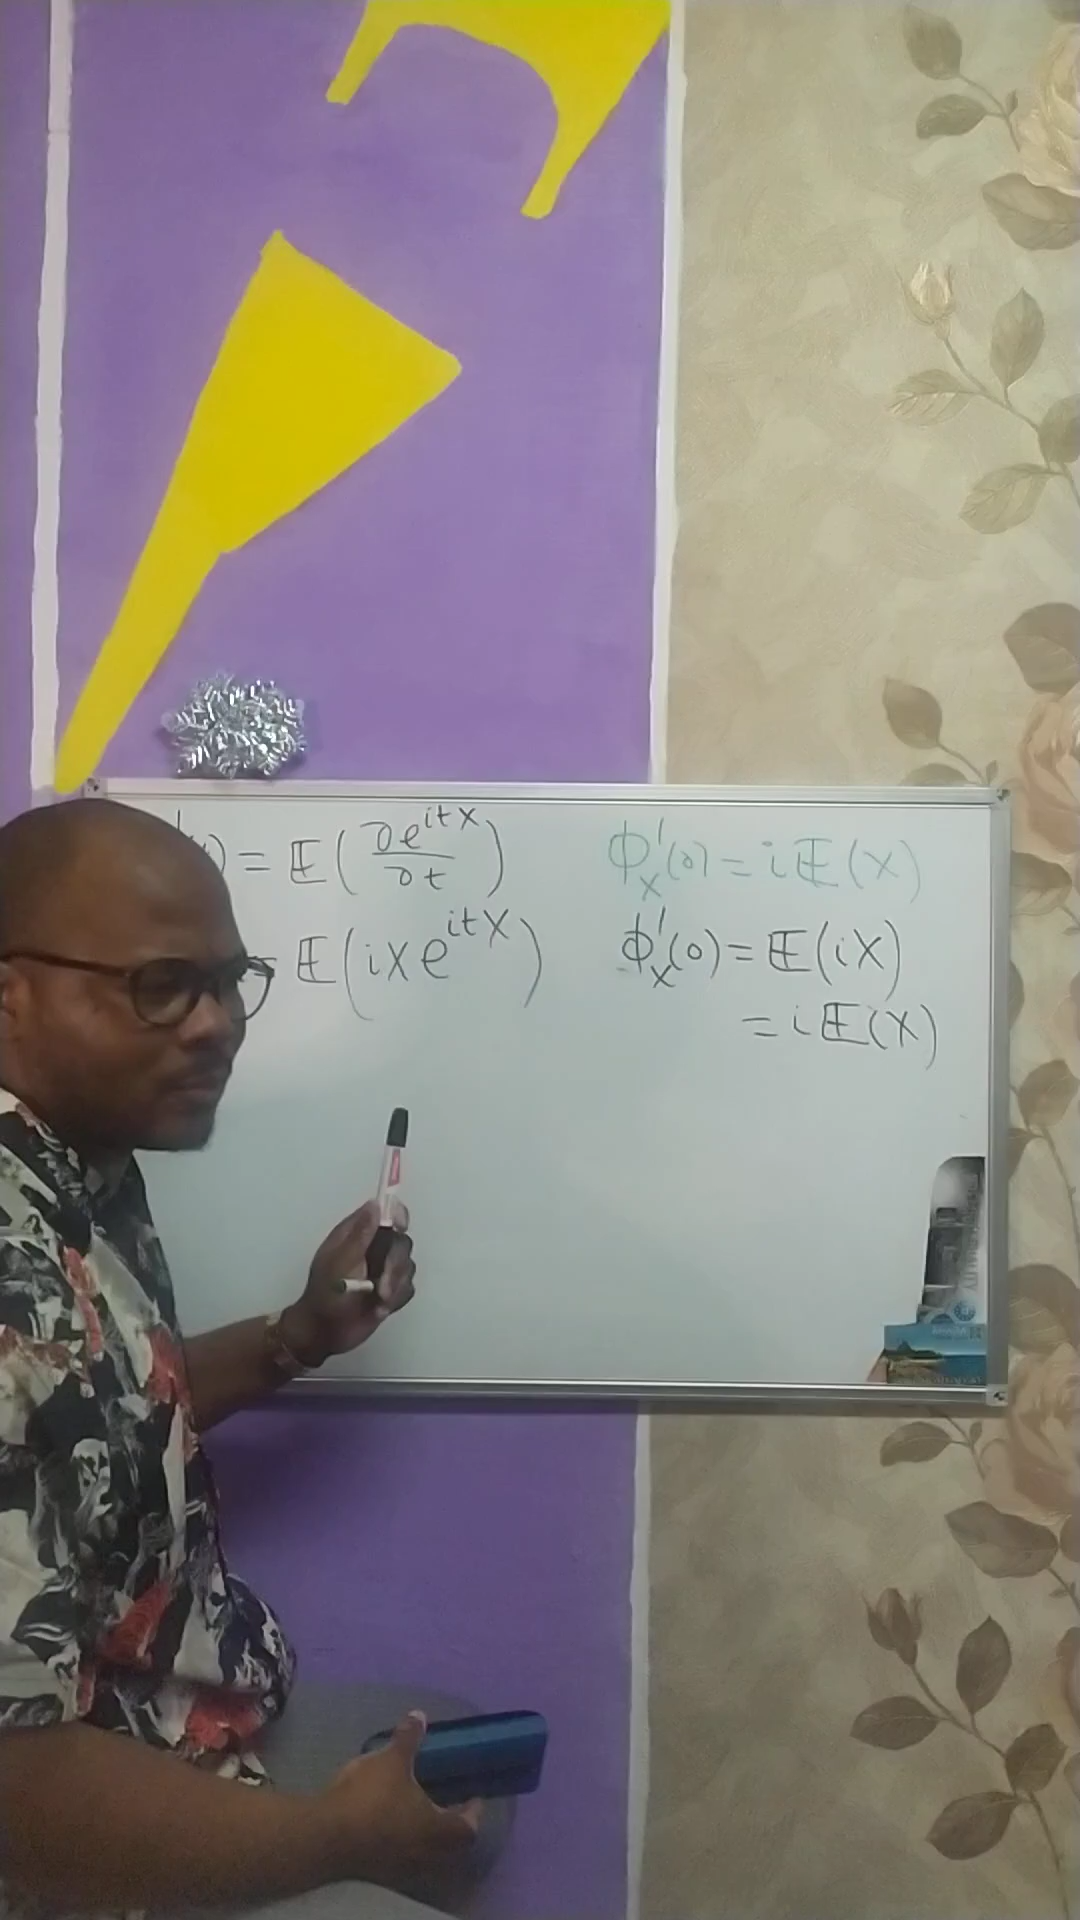 ) = 𝔼(∂e^{itX}/∂t)
= 𝔼(iXe^{itX})
Φ'_X(0) = i𝔼(X)
Φ'_X(0) = 𝔼(iX)
= i𝔼(X)